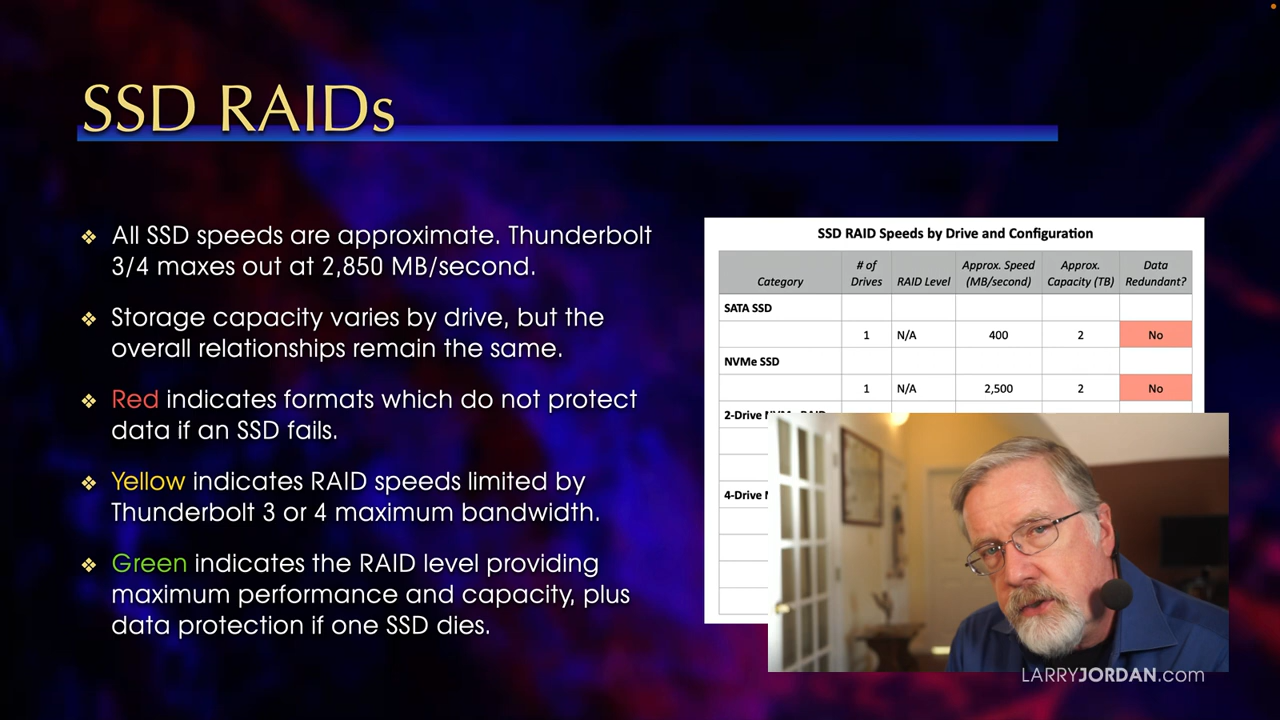 SSD RAIDs
All SSD speeds are approximate. Thunderbolt
3/4 maxes out at 2,850 MB/second.
Storage capacity varies by drive, but the
overall relationships remain the same.
Red indicates formats which do not protect
data if an SSD fails.
Yellow indicates RAID speeds limited by
Thunderbolt 3 or 4 maximum bandwidth.
Green indicates the RAID level providing
maximum performance and capacity, plus
data protection if one SSD dies.
SSD RAID Speeds by Drive and Configuration
Category # of Drives RAID Level Approx. Speed (MB/second) Approx. Capacity (TB) Data Redundant?
SATA SSD
1 N/A 400 2 No
NVMe SSD
1 N/A 2,500 2 No
2-Drive
4-Drive
LARRYJORDAN.com